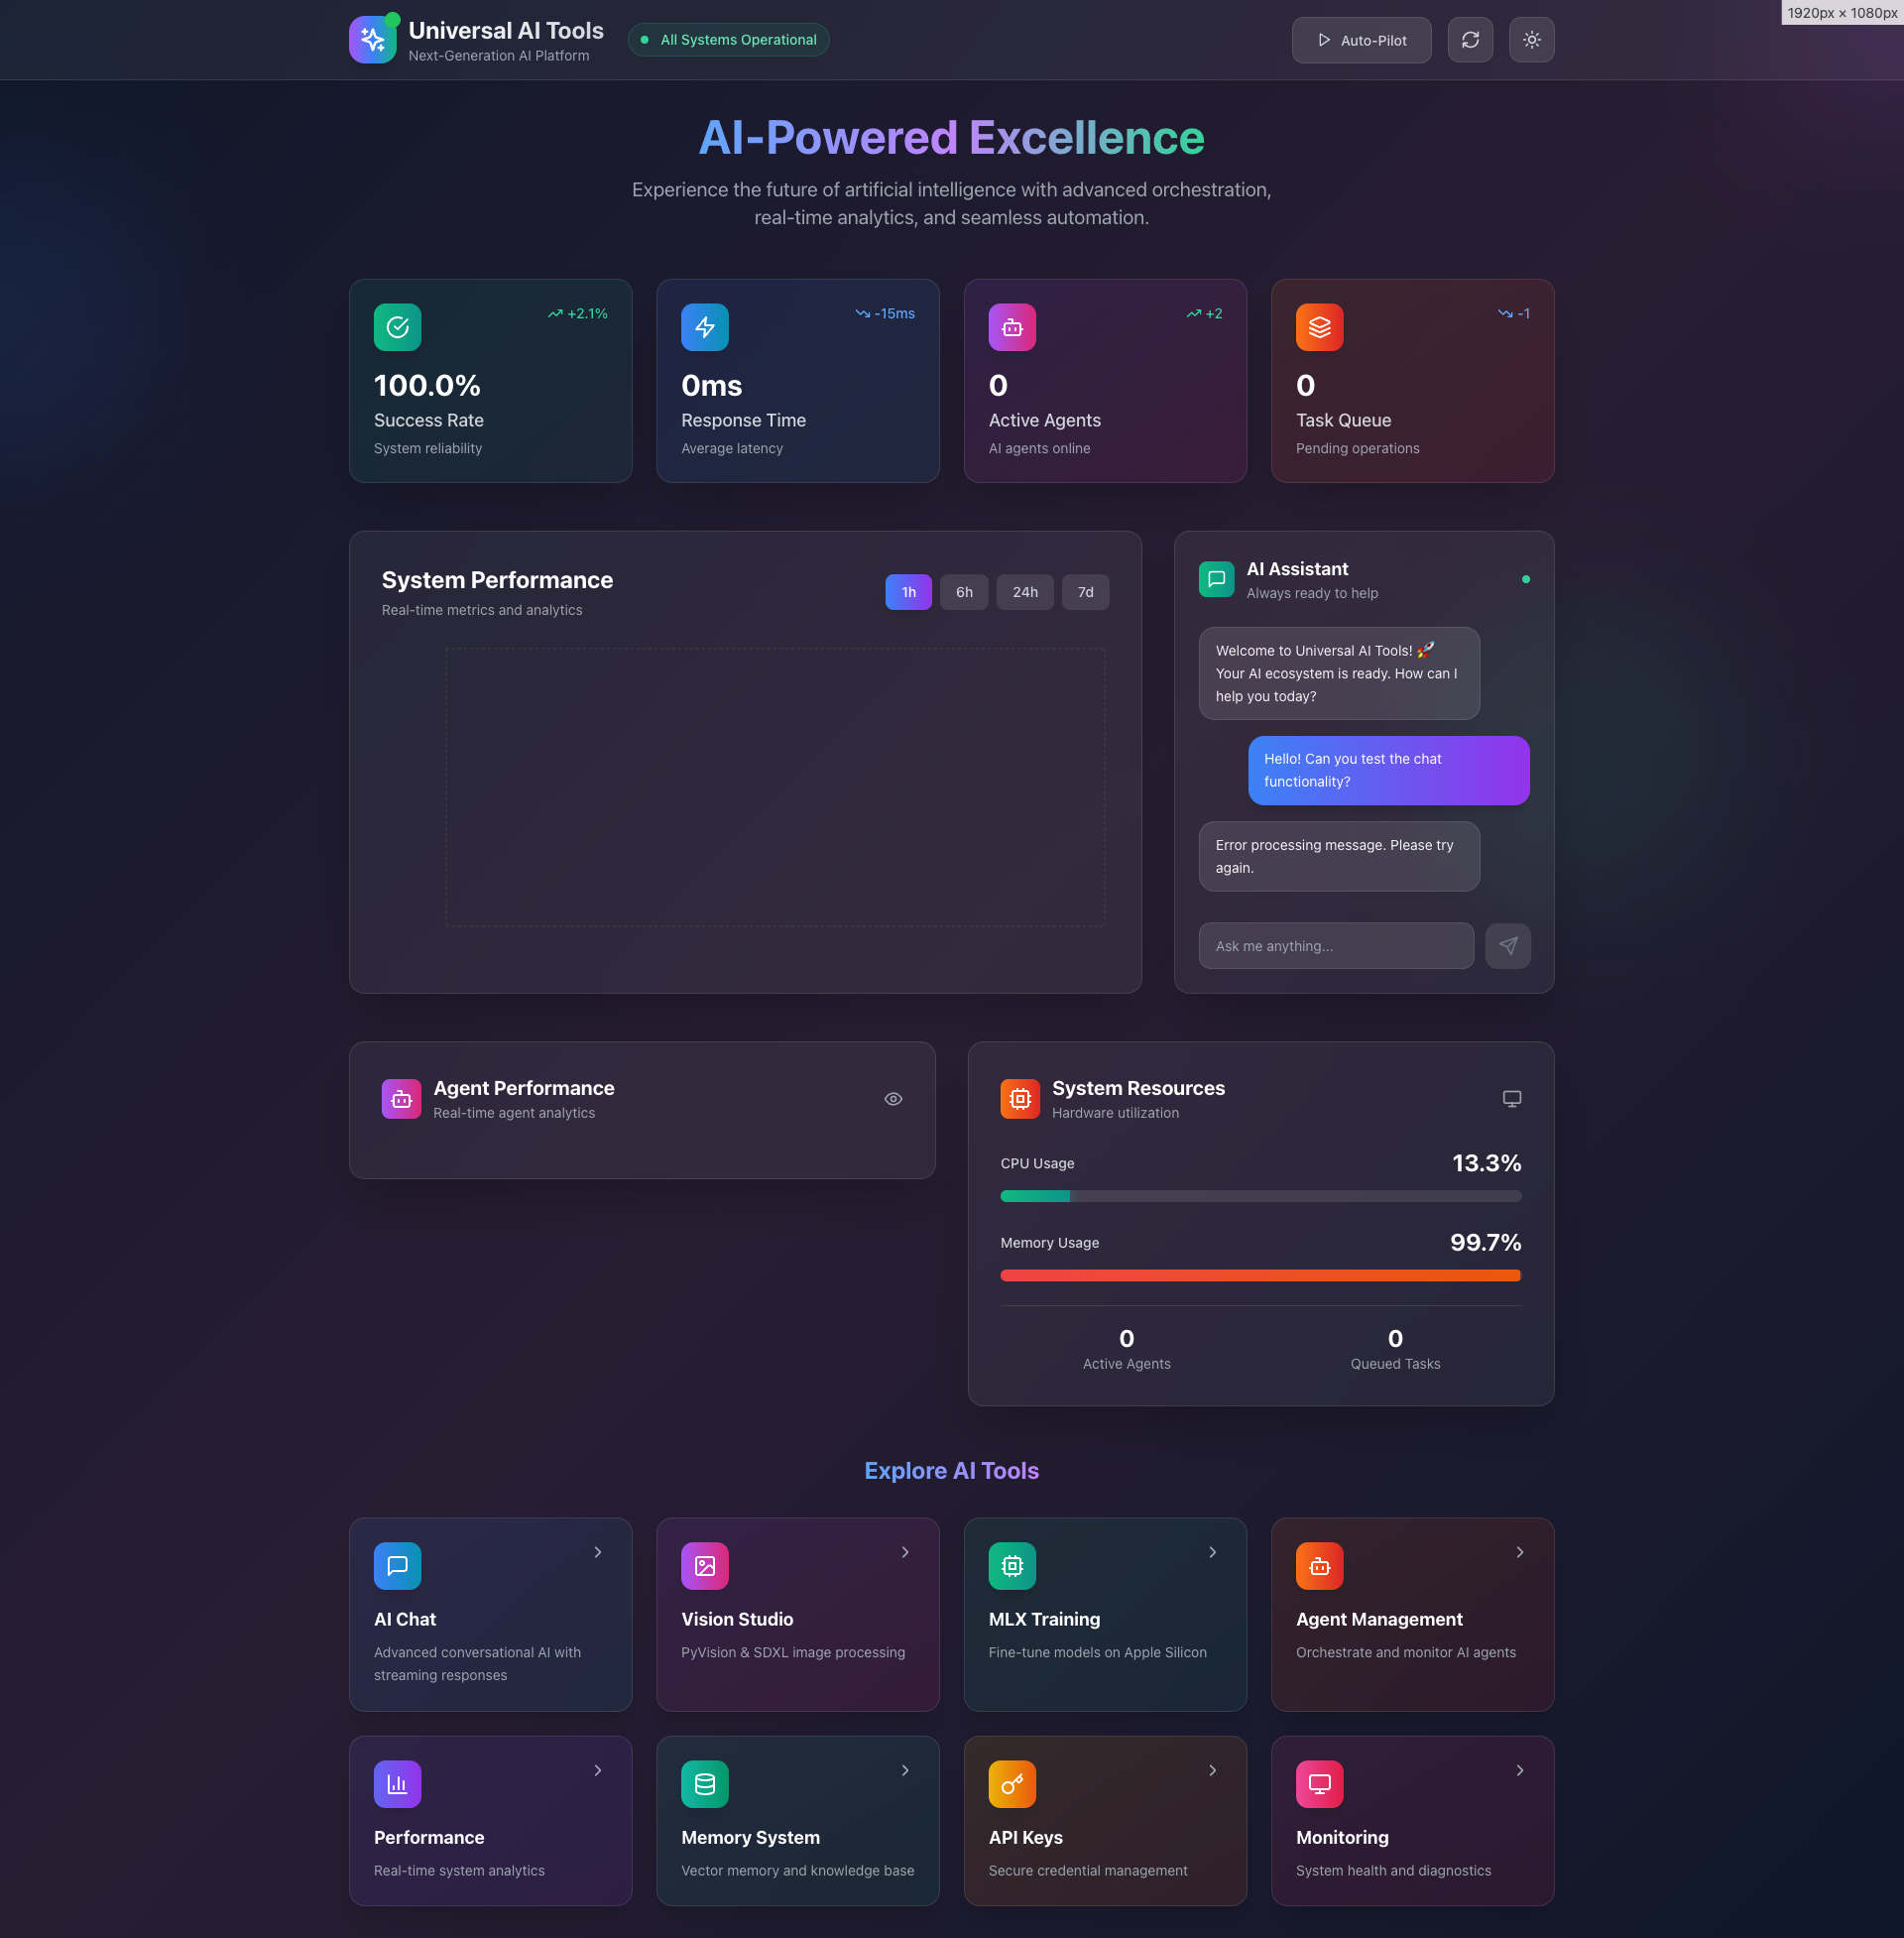 1920px × 1080px
Universal AI Tools
Next-Generation AI Platform
All Systems Operational
Auto-Pilot
AI-Powered Excellence
Experience the future of artificial intelligence with advanced orchestration,
real-time analytics, and seamless automation.
+2.1%
100.0%
Success Rate
System reliability
-15ms
0ms
Response Time
Average latency
+2
0
Active Agents
AI agents online
-1
0
Task Queue
Pending operations
System Performance
Real-time metrics and analytics
1h
6h
24h
7d
AI Assistant
Always ready to help
Welcome to Universal AI Tools! 🚀
Your AI ecosystem is ready. How can I
help you today?
Hello! Can you test the chat
functionality?
Error processing message. Please try
again.
Ask me anything...
Agent Performance
Real-time agent analytics
System Resources
Hardware utilization
CPU Usage
13.3%
Memory Usage
99.7%
0
Active Agents
0
Queued Tasks
Explore AI Tools
AI Chat
Advanced conversational AI with
streaming responses
Vision Studio
PyVision & SDXL image processing
MLX Training
Fine-tune models on Apple Silicon
Agent Management
Orchestrate and monitor AI agents
Performance
Real-time system analytics
Memory System
Vector memory and knowledge base
API Keys
Secure credential management
Monitoring
System health and diagnostics